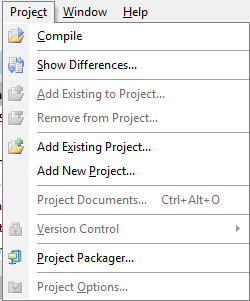 Project Window Help
Compile
Show Differences...
Add Existing to Project...
Remove from Project...
Add Existing Project...
Add New Project...
Project Documents... Ctrl+Alt+O
Version Control
Project Packager...
Project Options...